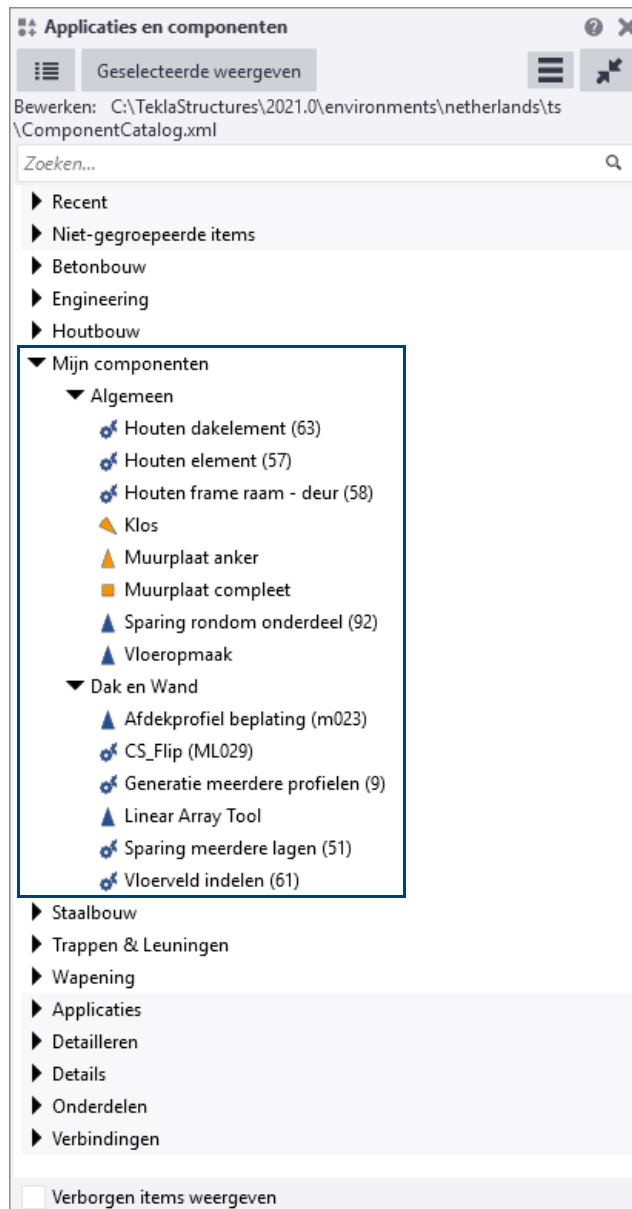 Applicaties en componenten
Geselecteerde weergeven
Bewerken: C:\TeklaStructures\2021.0\environments\netherlands\ts
\ComponentCatalog.xml
Zoeken...
Recent
Niet-gegroepeerde items
Betonbouw
Engineering
Houtbouw
Mijn componenten
Algemeen
Houten dakelement (63)
Houten element (57)
Houten frame raam - deur (58)
Klos
Muurplaat anker
Muurplaat compleet
Sparing rondom onderdeel (92)
Vloeropmaak
Dak en Wand
Afdekprofiel beplating (m023)
CS_Flip (ML029)
Generatie meerdere profielen (9)
Linear Array Tool
Sparing meerdere lagen (51)
Vloerveld indelen (61)
Staalbouw
Trappen & Leuningen
Wapening
Applicaties
Detailleren
Details
Onderdelen
Verbindingen
Verborgen items weergeven